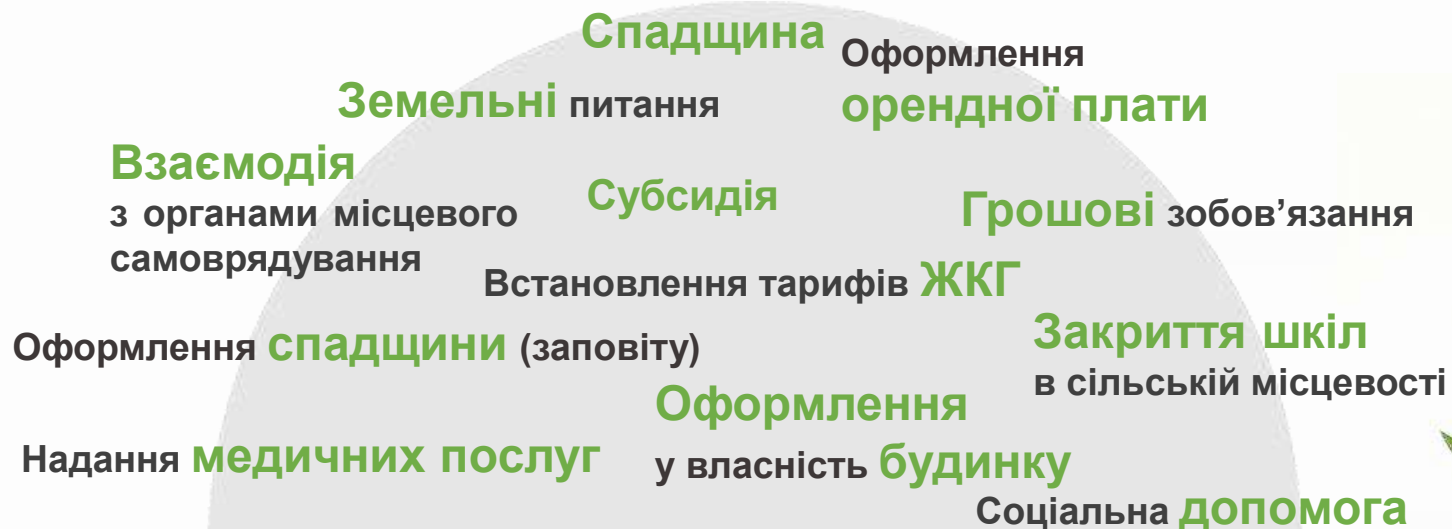 Спадщина
Оформлення
орендної плати
Земельні питання
Взаємодія
з органами місцевого
самоврядування
Субсидія
Грошові зобов’язання
Встановлення тарифів ЖКГ
Оформлення спадщини (заповіту)
Закриття шкіл
в сільській місцевості
Оформлення
у власність будинку
Надання медичних послуг
Соціальна допомога